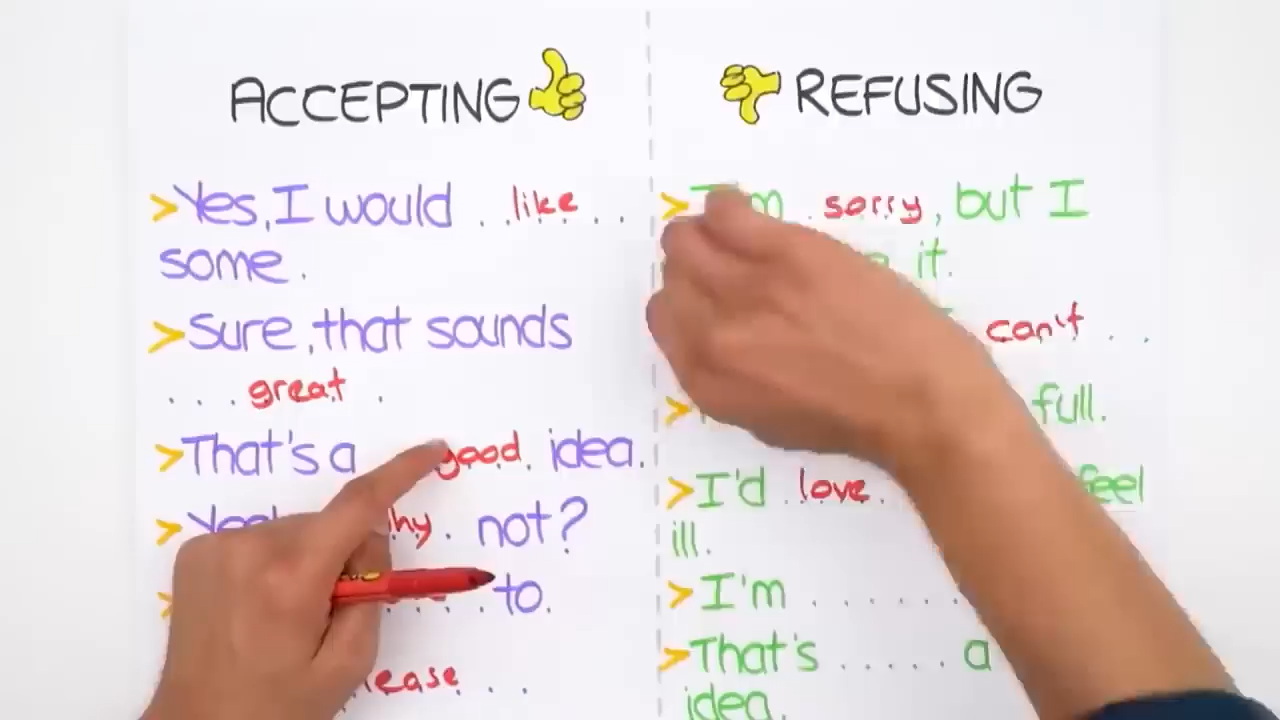 ACCEPTING
> Yes, I would . . like . . .
some.
> Sure, that sounds
. . . great .
> That's a good. idea.
> . not?
. . . . to.
. . .
REFUSING
> I'm . sorry, but I
it.
can't . .
> full.
> I'd .love. feel
ill.
> I'm . . . . . .
> That's . . . . . a
idea.